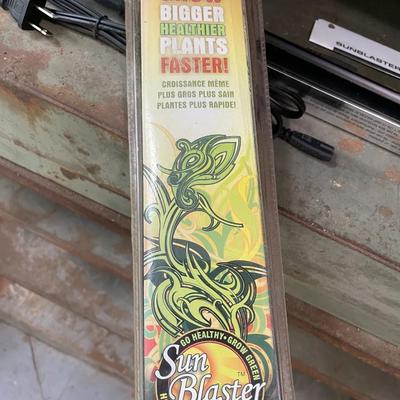 BIGGER
HEALTHIER
PLANTS
FASTER!
CROISSANCE MÊME
PLUS GROS PLUS SAIN
PLANTES PLUS RAPIDE!
GO HEALTHY • GROW GREEN
Sun
Blaster
TM
SUNBLASTER